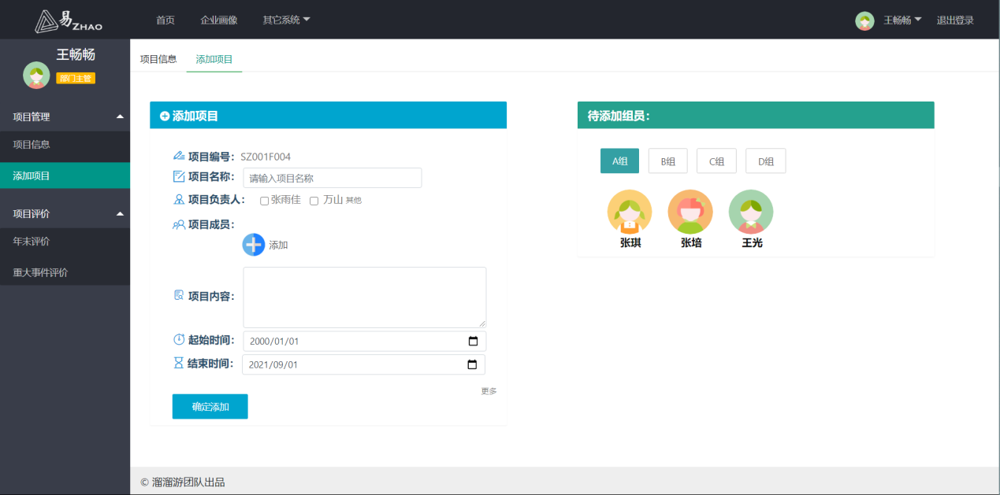 易ZHAO
首页 企业画像 其它系统
王畅畅 退出登录
王畅畅
部门主管
项目管理
项目信息
添加项目
项目评价
年末评价
重大事件评价
项目信息 添加项目
添加项目
项目编号： SZ001F004
项目名称： 请输入项目名称
项目负责人： 张雨佳 万山 其他
项目成员：
添加
项目内容：
起始时间： 2000/01/01
结束时间： 2021/09/01
更多
确定添加
待添加组员：
A组 B组 C组 D组
张琪 张培 王光
© 溜溜游团队出品